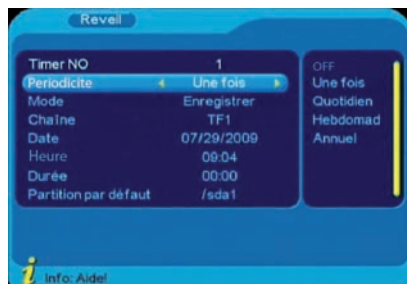 Reveil
Timer NO 1
Periodicite Une fois
Mode Enregistrer
Chaîne TF1
Date 07/29/2009
Heure 09:04
Durée 00:00
Partition par défaut /sda1
OFF
Une fois
Quotidien
Hebdomad
Annuel
i Info: Aide!